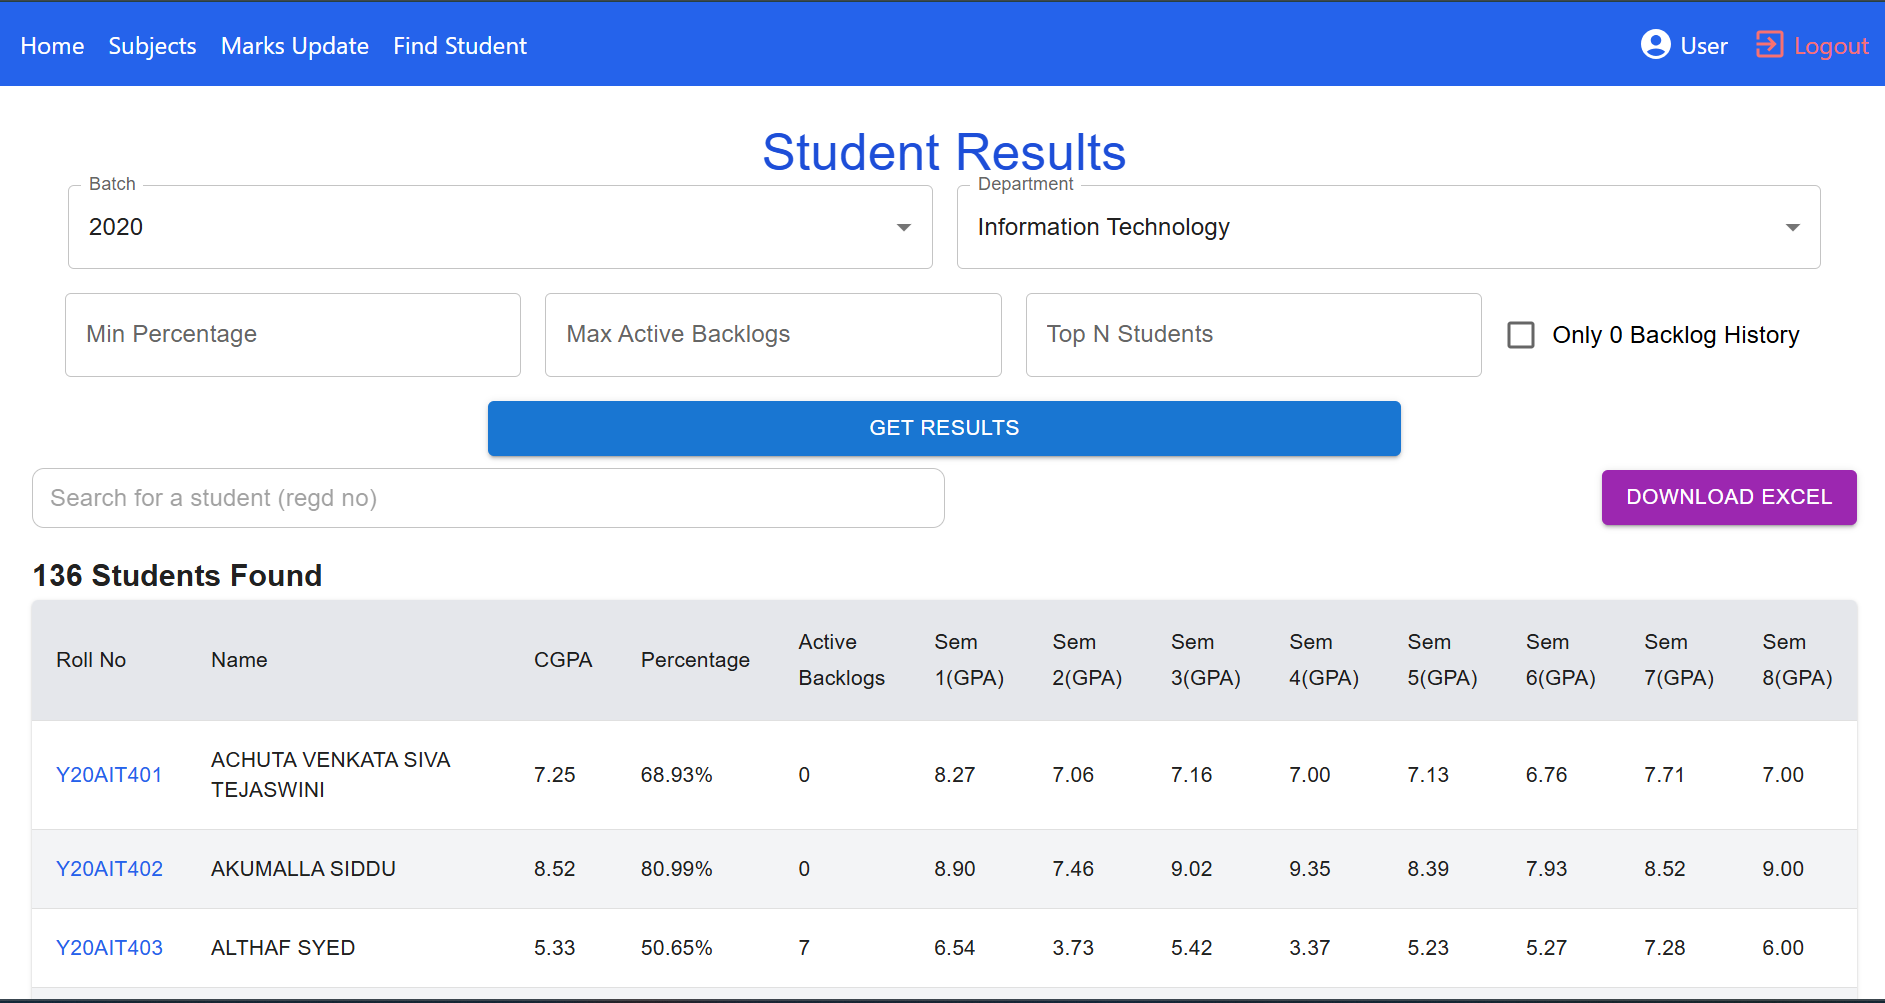 Home Subjects Marks Update Find Student User Logout
Student Results
Batch Department
2020 Information Technology
Min Percentage Max Active Backlogs Top N Students Only 0 Backlog History
GET RESULTS
Search for a student (regd no) DOWNLOAD EXCEL
136 Students Found
Roll No Name CGPA Percentage Active Backlogs Sem 1(GPA) Sem 2(GPA) Sem 3(GPA) Sem 4(GPA) Sem 5(GPA) Sem 6(GPA) Sem 7(GPA) Sem 8(GPA)
Y20AIT401 ACHUTA VENKATA SIVA TEJASWINI 7.25 68.93% 0 8.27 7.06 7.16 7.00 7.13 6.76 7.71 7.00
Y20AIT402 AKUMALLA SIDDU 8.52 80.99% 0 8.90 7.46 9.02 9.35 8.39 7.93 8.52 9.00
Y20AIT403 ALTHAF SYED 5.33 50.65% 7 6.54 3.73 5.42 3.37 5.23 5.27 7.28 6.00